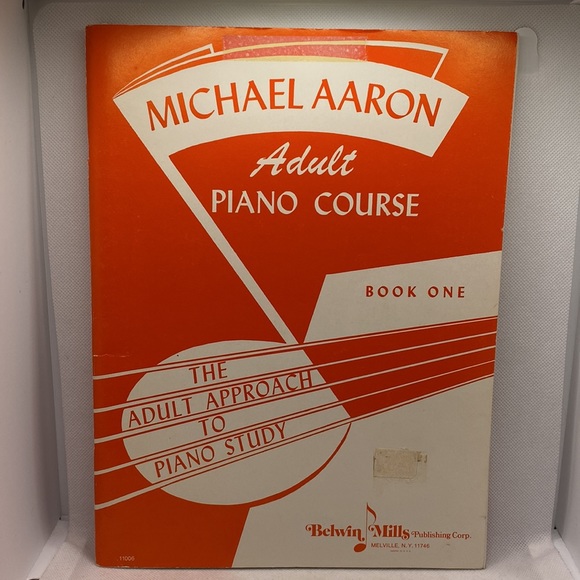 MICHAEL AARON
Adult
PIANO COURSE
BOOK ONE
THE
ADULT APPROACH
TO
PIANO STUDY
Belwin Mills Publishing Corp.
MELVILLE, N.Y. 11746